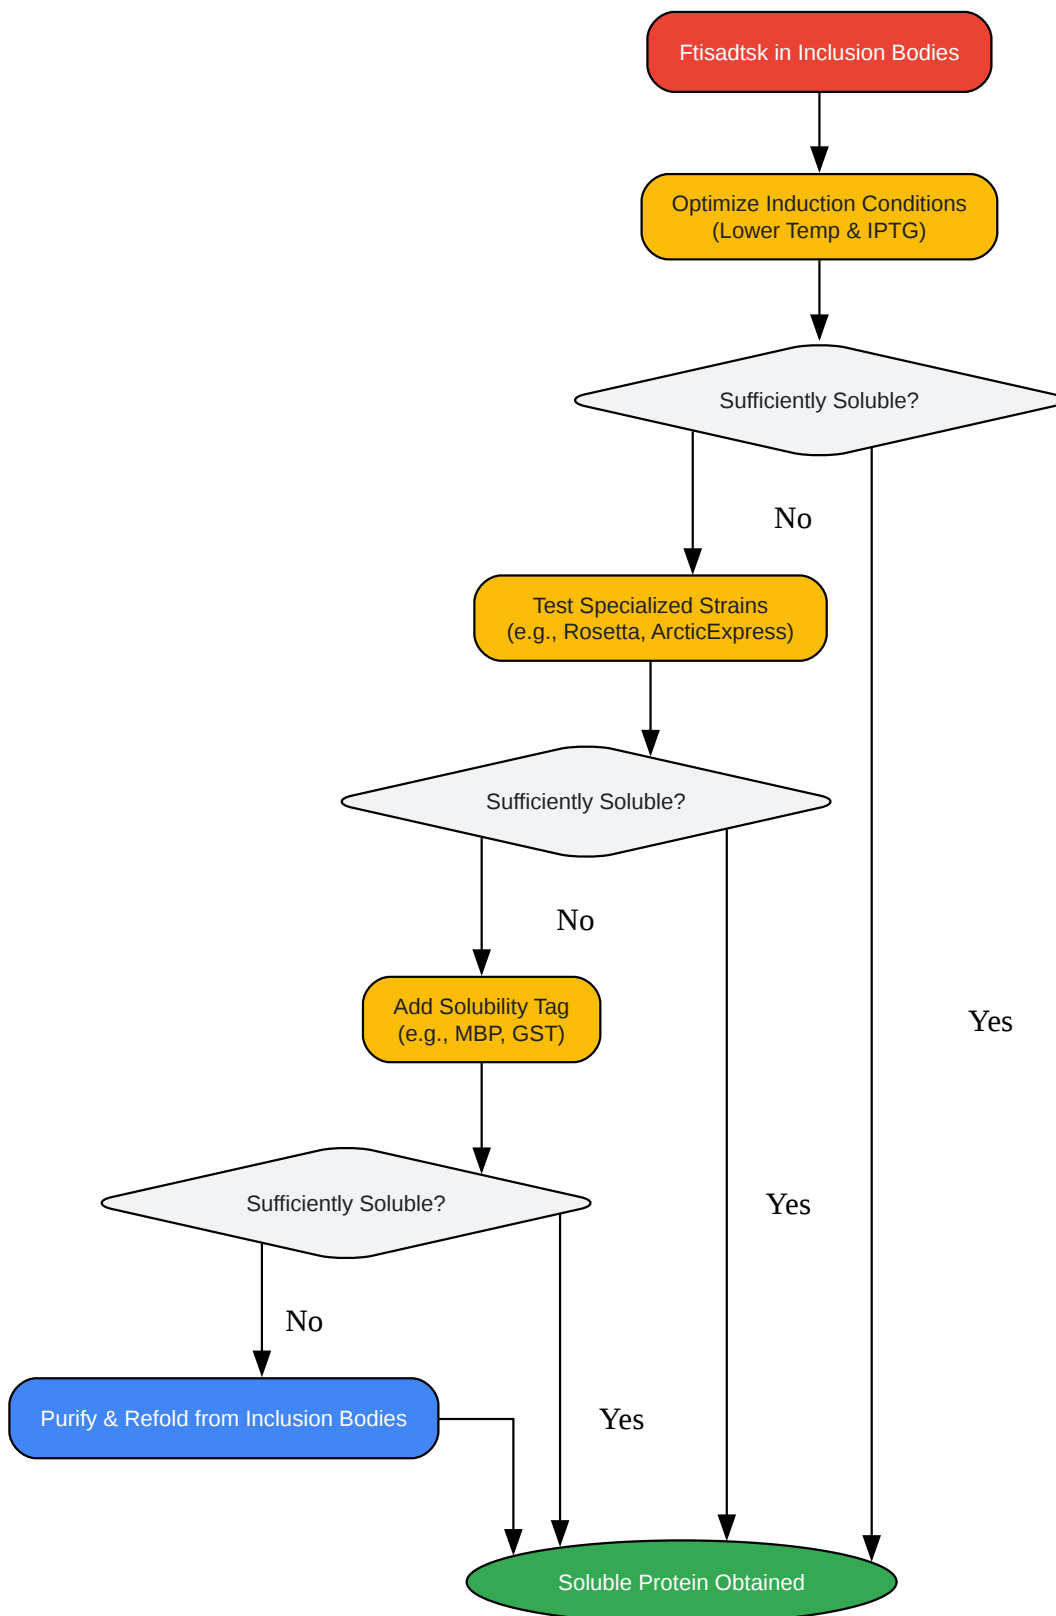 Ftisadtsk in Inclusion Bodies
Optimize Induction Conditions
(Lower Temp & IPTG)
Sufficiently Soluble?
No
Test Specialized Strains
(e.g., Rosetta, ArcticExpress)
Sufficiently Soluble?
No
Add Solubility Tag
(e.g., MBP, GST)
Yes
Sufficiently Soluble?
Yes
No
Purify & Refold from Inclusion Bodies
Yes
Soluble Protein Obtained